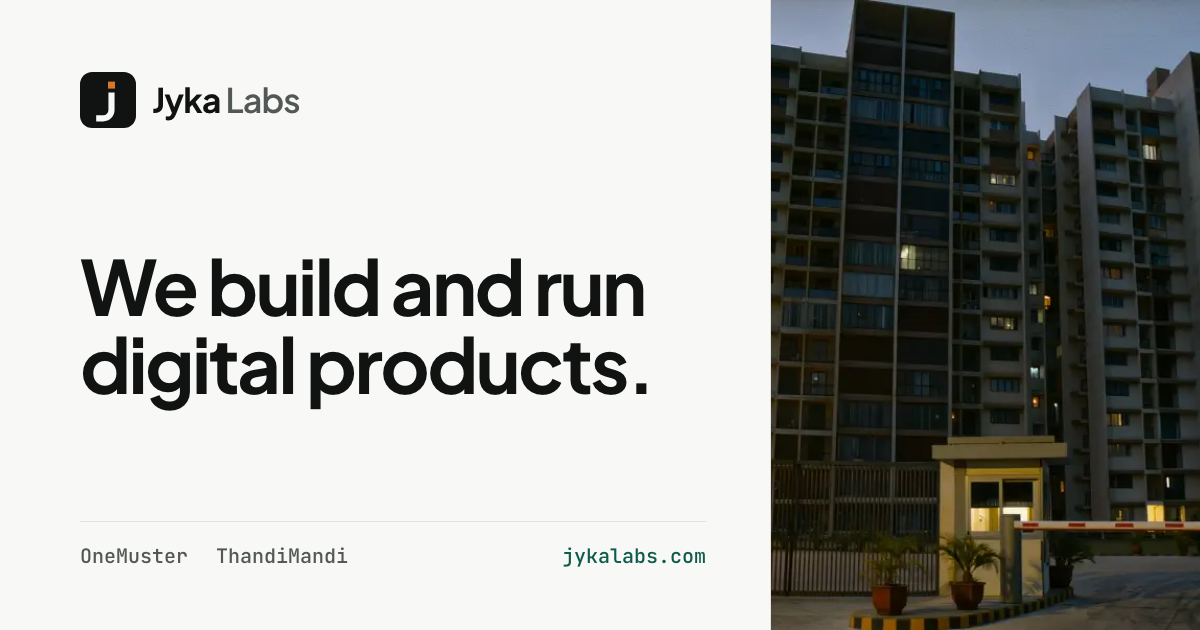 j Jyka Labs
We build and run
digital products.
OneMuster ThandiMandi jykalabs.com